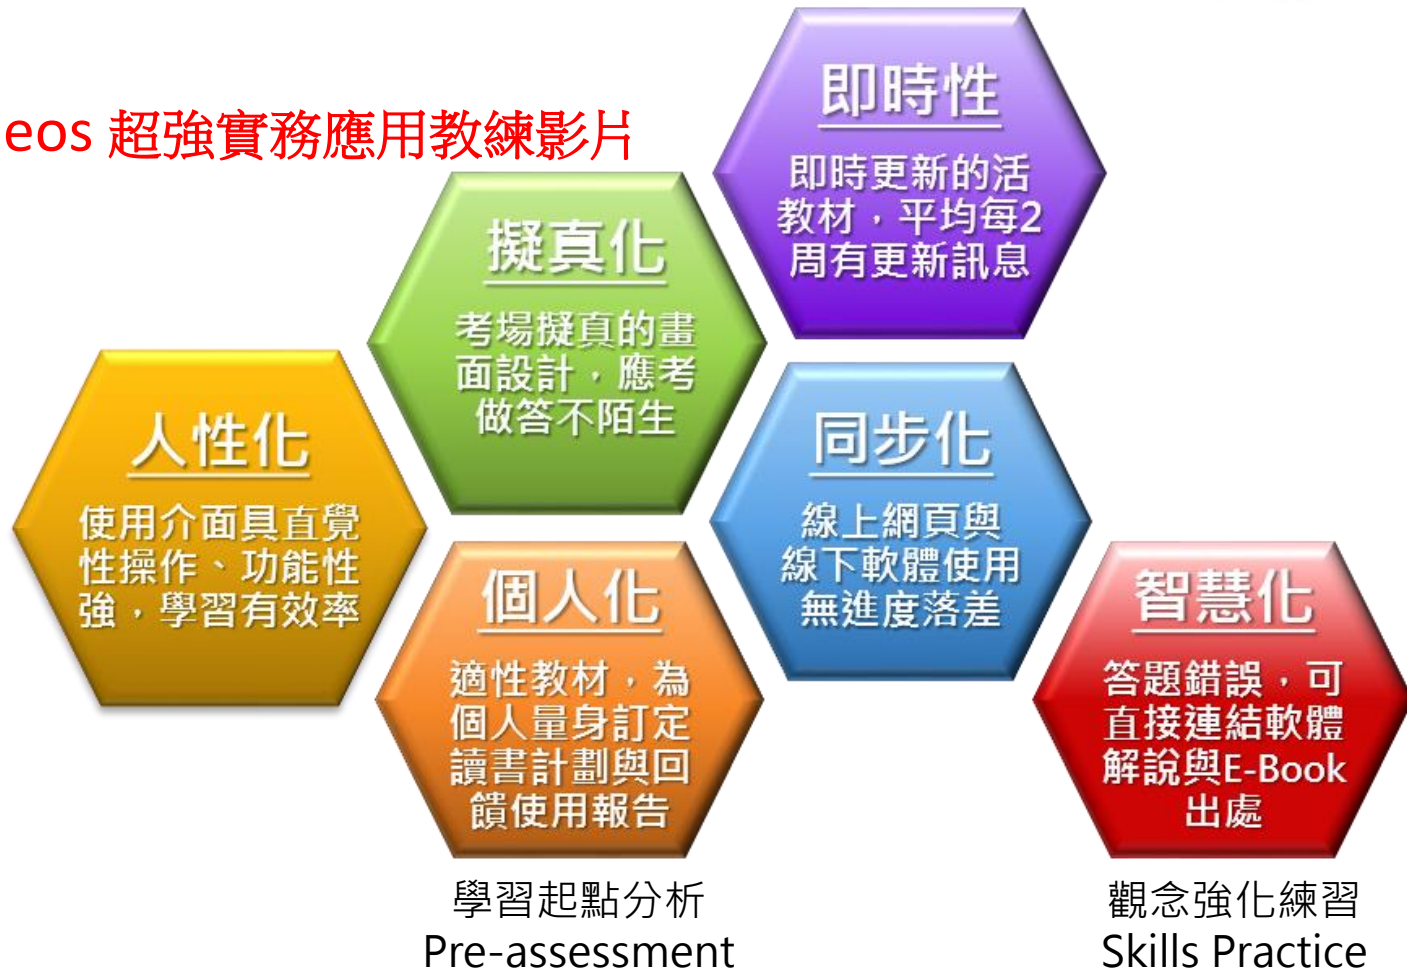 eos 超強實務應用教練影片
即時性
即時更新的活
教材，平均每2
周有更新訊息
擬真化
考場擬真的畫
面設計，應考
做答不陌生
人性化
使用介面具直覺
性操作、功能性
強，學習有效率
同步化
線上網頁與
線下軟體使用
無進度落差
個人化
適性教材，為
個人量身訂定
讀書計劃與回
饋使用報告
智慧化
答題錯誤，可
直接連結軟體
解說與E-Book
出處
學習起點分析
Pre-assessment
觀念強化練習
Skills Practice